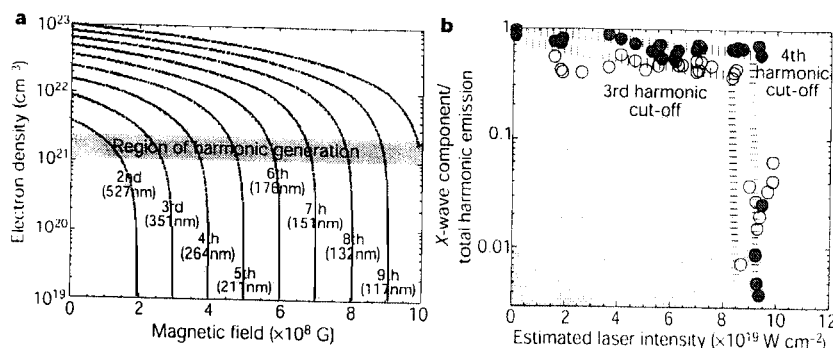 a
10²³
10²²
10²¹
10²⁰
10¹⁹
Electron density (cm⁻³)
Region of harmonic generation
2nd
(527nm)
3rd
(351nm)
4th
(264nm)
5th
(211nm)
6th
(176nm)
7th
(151nm)
8th
(132nm)
9th
(117nm)
0 2 4 6 8 10
Magnetic field (×10⁸ G)
b
1
0.1
0.01
X-wave component/
total harmonic emission
3rd harmonic
cut-off
4th
harmonic
cut-off
0 2 4 6 8 10 12
Estimated laser intensity (×10¹⁹ W cm⁻²)